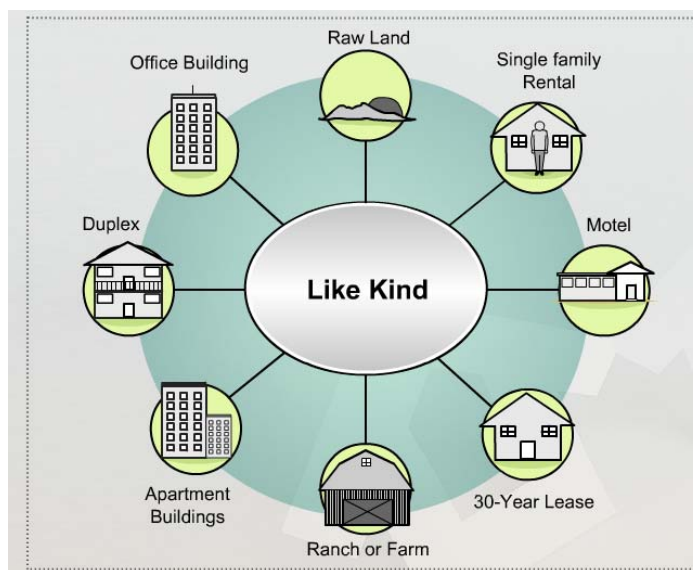 Raw Land
Office Building
Single family
Rental
Duplex
Motel
Like Kind
Apartment
Buildings
30-Year Lease
Ranch or Farm